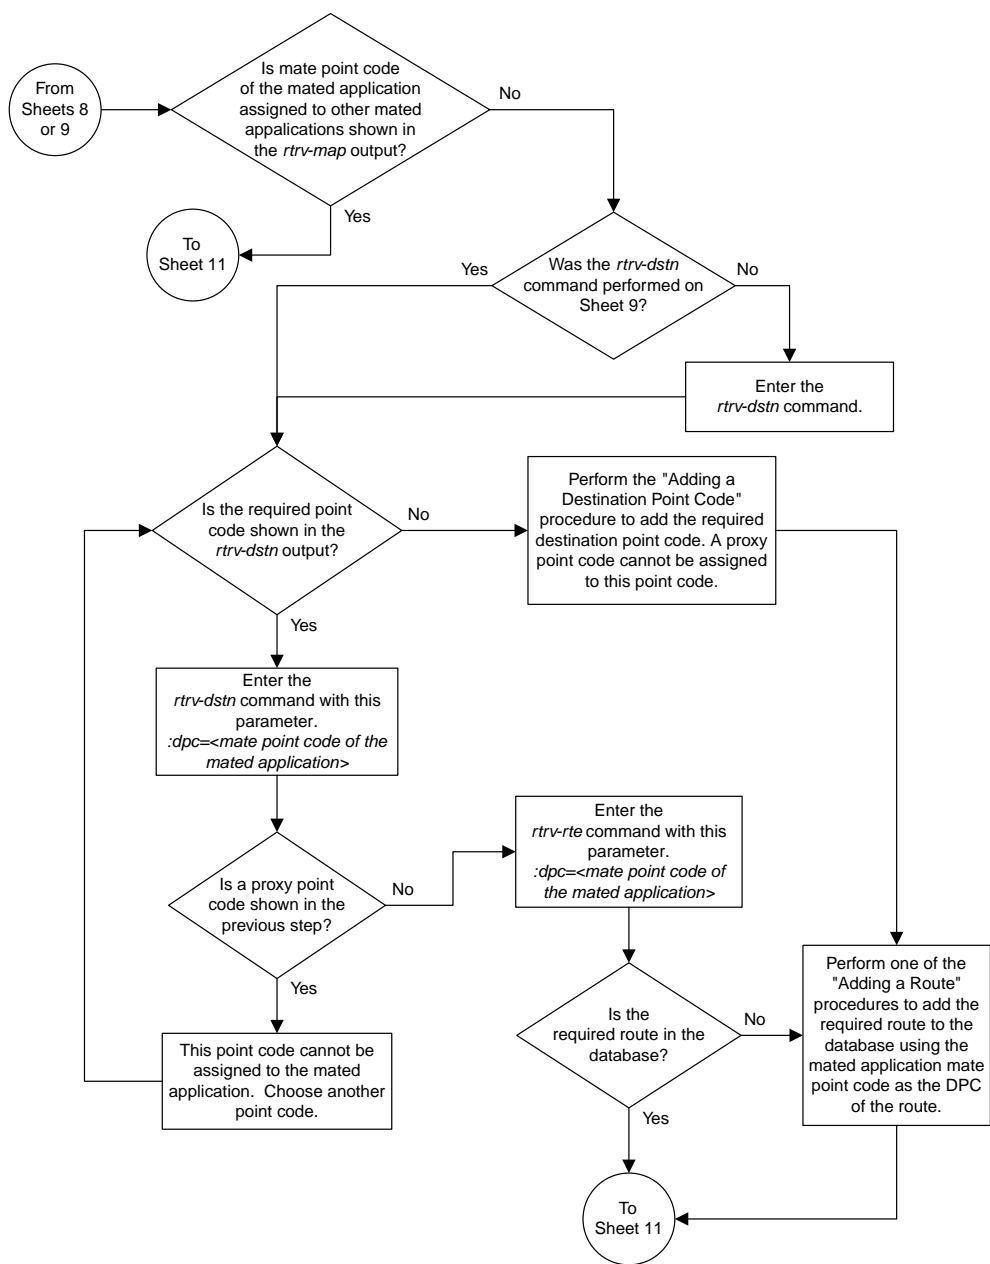 From
Sheets 8
or 9
Is mate point code
of the mated application
assigned to other mated
appalications shown in
the rtrv-map output?
No
Yes
To
Sheet 11
Was the rtrv-dstn
command performed on
Sheet 9?
Yes
No
Enter the
rtrv-dstn command.
Is the required point
code shown in the
rtrv-dstn output?
No
Perform the "Adding a
Destination Point Code"
procedure to add the required
destination point code. A proxy
point code cannot be assigned
to this point code.
Yes
Enter the
rtrv-dstn command with this
parameter.
:dpc=<mate point code of the
mated application>
Is a proxy point
code shown in the
previous step?
No
Enter the
rtrv-rte command with this
parameter.
:dpc=<mate point code of
the mated application>
Yes
This point code cannot be
assigned to the mated
application. Choose another
point code.
Is the
required route in the
database?
No
Perform one of the
"Adding a Route"
procedures to add the
required route to the
database using the
mated application mate
point code as the DPC
of the route.
Yes
To
Sheet 11